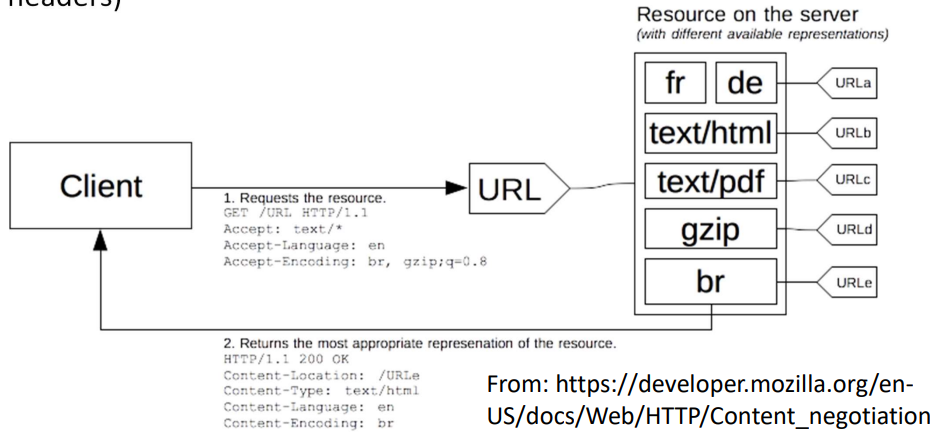 headers)
Resource on the server
(with different available representations)
fr de URLa
text/html URLb
Client
URL
text/pdf URLc
1. Requests the resource.
GET /URL HTTP/1.1
Accept: text/*
Accept-Language: en
Accept-Encoding: br, gzip;q=0.8
gzip URLd
br URLe
2. Returns the most appropriate represenation of the resource.
HTTP/1.1 200 OK
Content-Location: /URLe
Content-Type: text/html
Content-Language: en
Content-Encoding: br
From: https://developer.mozilla.org/en-
US/docs/Web/HTTP/Content_negotiation